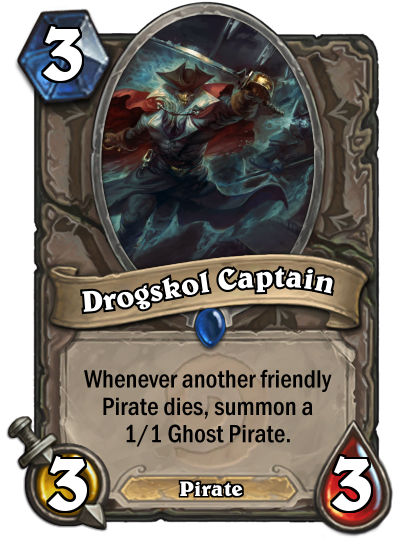 3
Drogskol Captain
Whenever another friendly
Pirate dies, summon a
1/1 Ghost Pirate.
3
Pirate
3